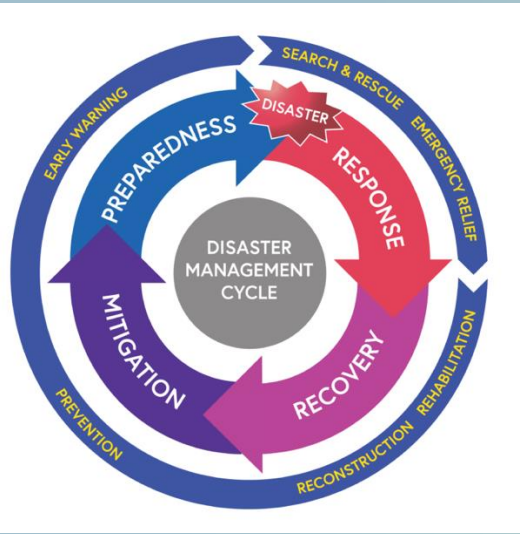 SEARCH & RESCUE
EMERGENCY RELIEF
EARLY WARNING
DISASTER
PREPAREDNESS
RESPONSE
DISASTER
MANAGEMENT
CYCLE
MITIGATION
RECOVERY
REHABILITATION
PREVENTION
RECONSTRUCTION